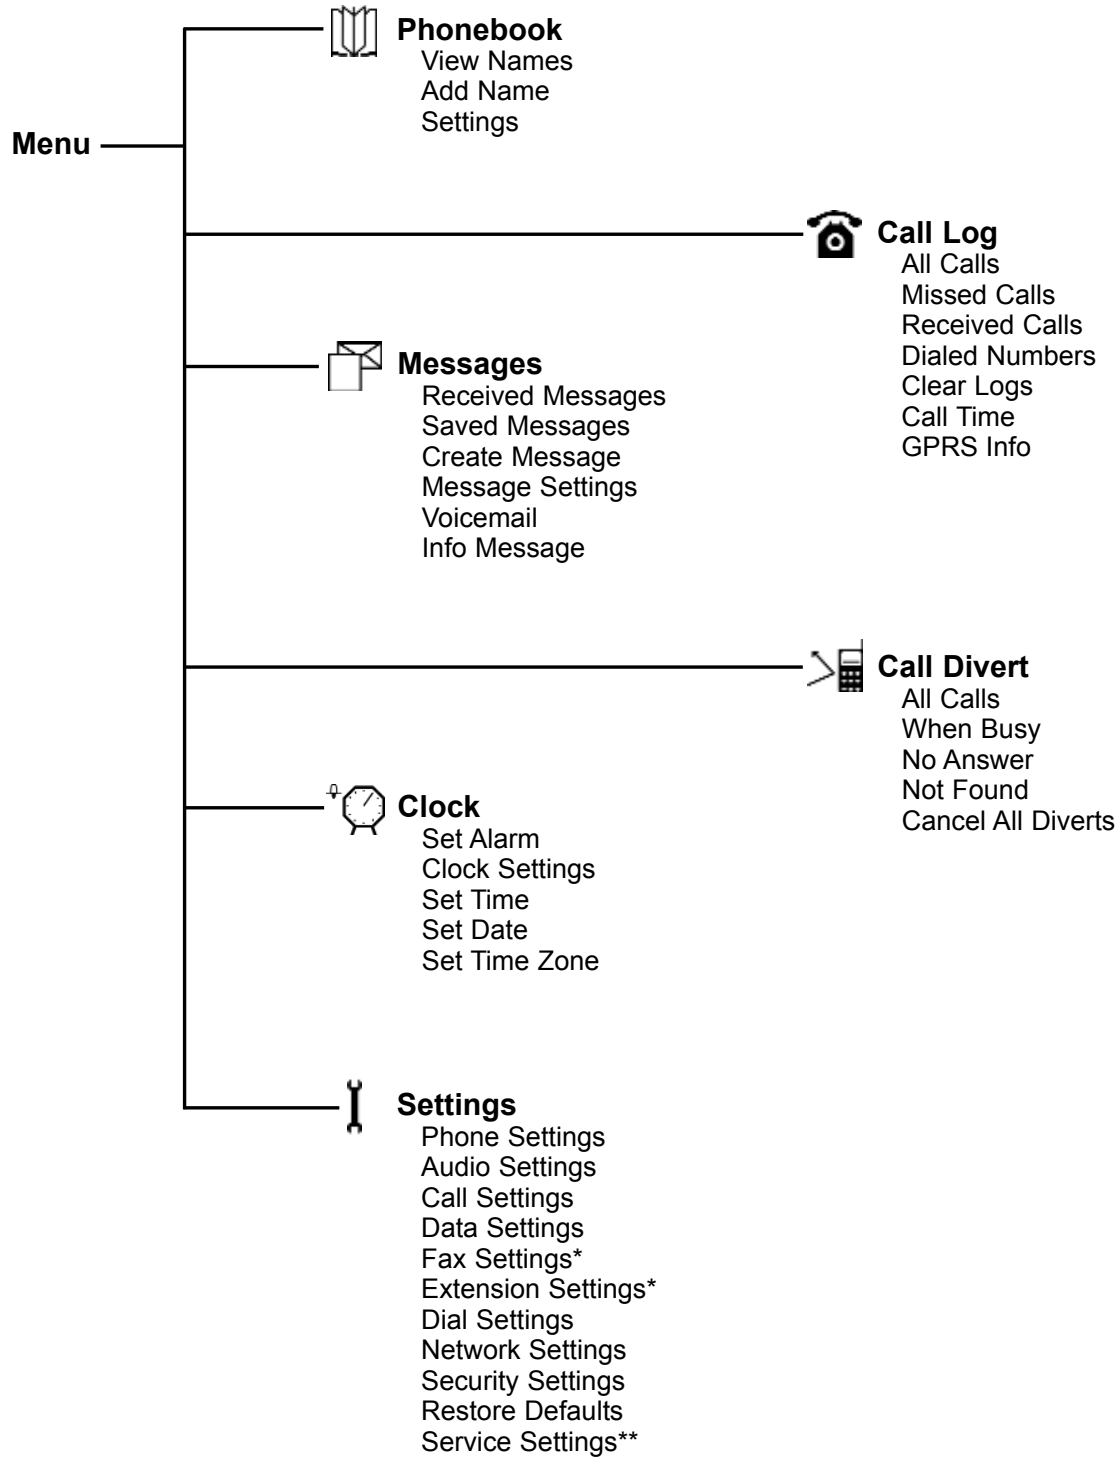 Menu
Phonebook
View Names
Add Name
Settings
Call Log
All Calls
Missed Calls
Received Calls
Dialed Numbers
Clear Logs
Call Time
GPRS Info
Messages
Received Messages
Saved Messages
Create Message
Message Settings
Voicemail
Info Message
Call Divert
All Calls
When Busy
No Answer
Not Found
Cancel All Diverts
Clock
Set Alarm
Clock Settings
Set Time
Set Date
Set Time Zone
Settings
Phone Settings
Audio Settings
Call Settings
Data Settings
Fax Settings*
Extension Settings*
Dial Settings
Network Settings
Security Settings
Restore Defaults
Service Settings**